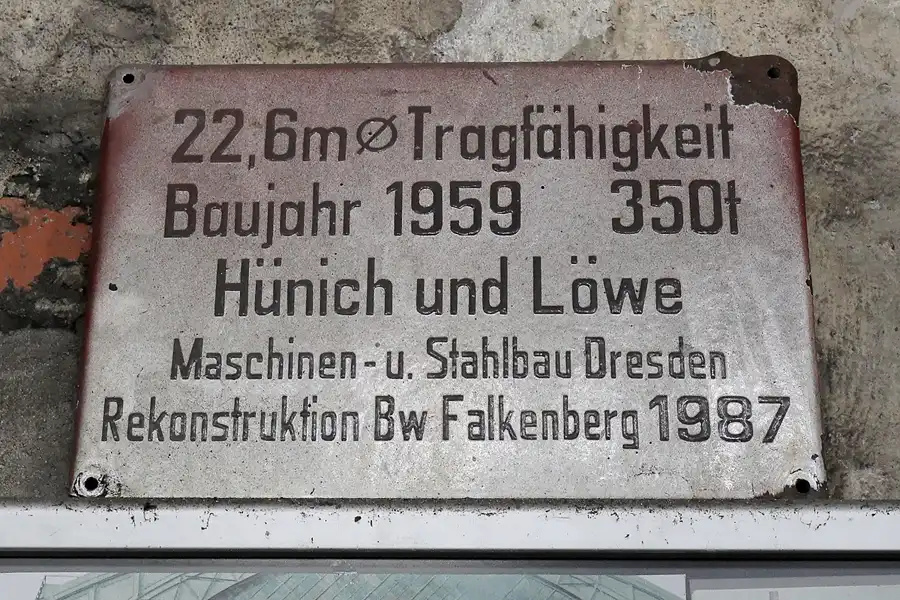 22,6m⌀ Tragfähigkeit
Baujahr 1959 350t
Hünich und Löwe
Maschinen-u. Stahlbau Dresden
Rekonstruktion Bw Falkenberg 1987